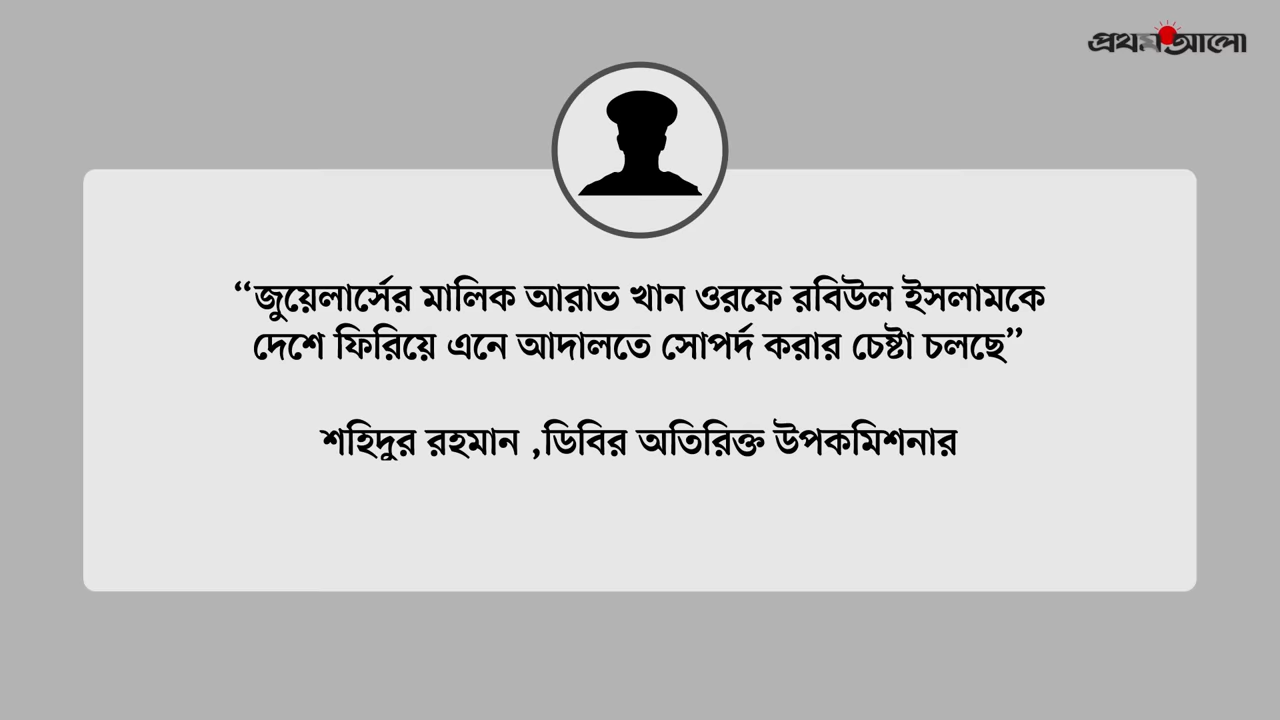 প্রথম আলো
“জুয়েলার্সের মালিক আরাভ খান ওরফে রবিউল ইসলামকে
দেশে ফিরিয়ে এনে আদালতে সোপর্দ করার চেষ্টা চলছে”
শহিদুর রহমান ,ডিবির অতিরিক্ত উপকমিশনার